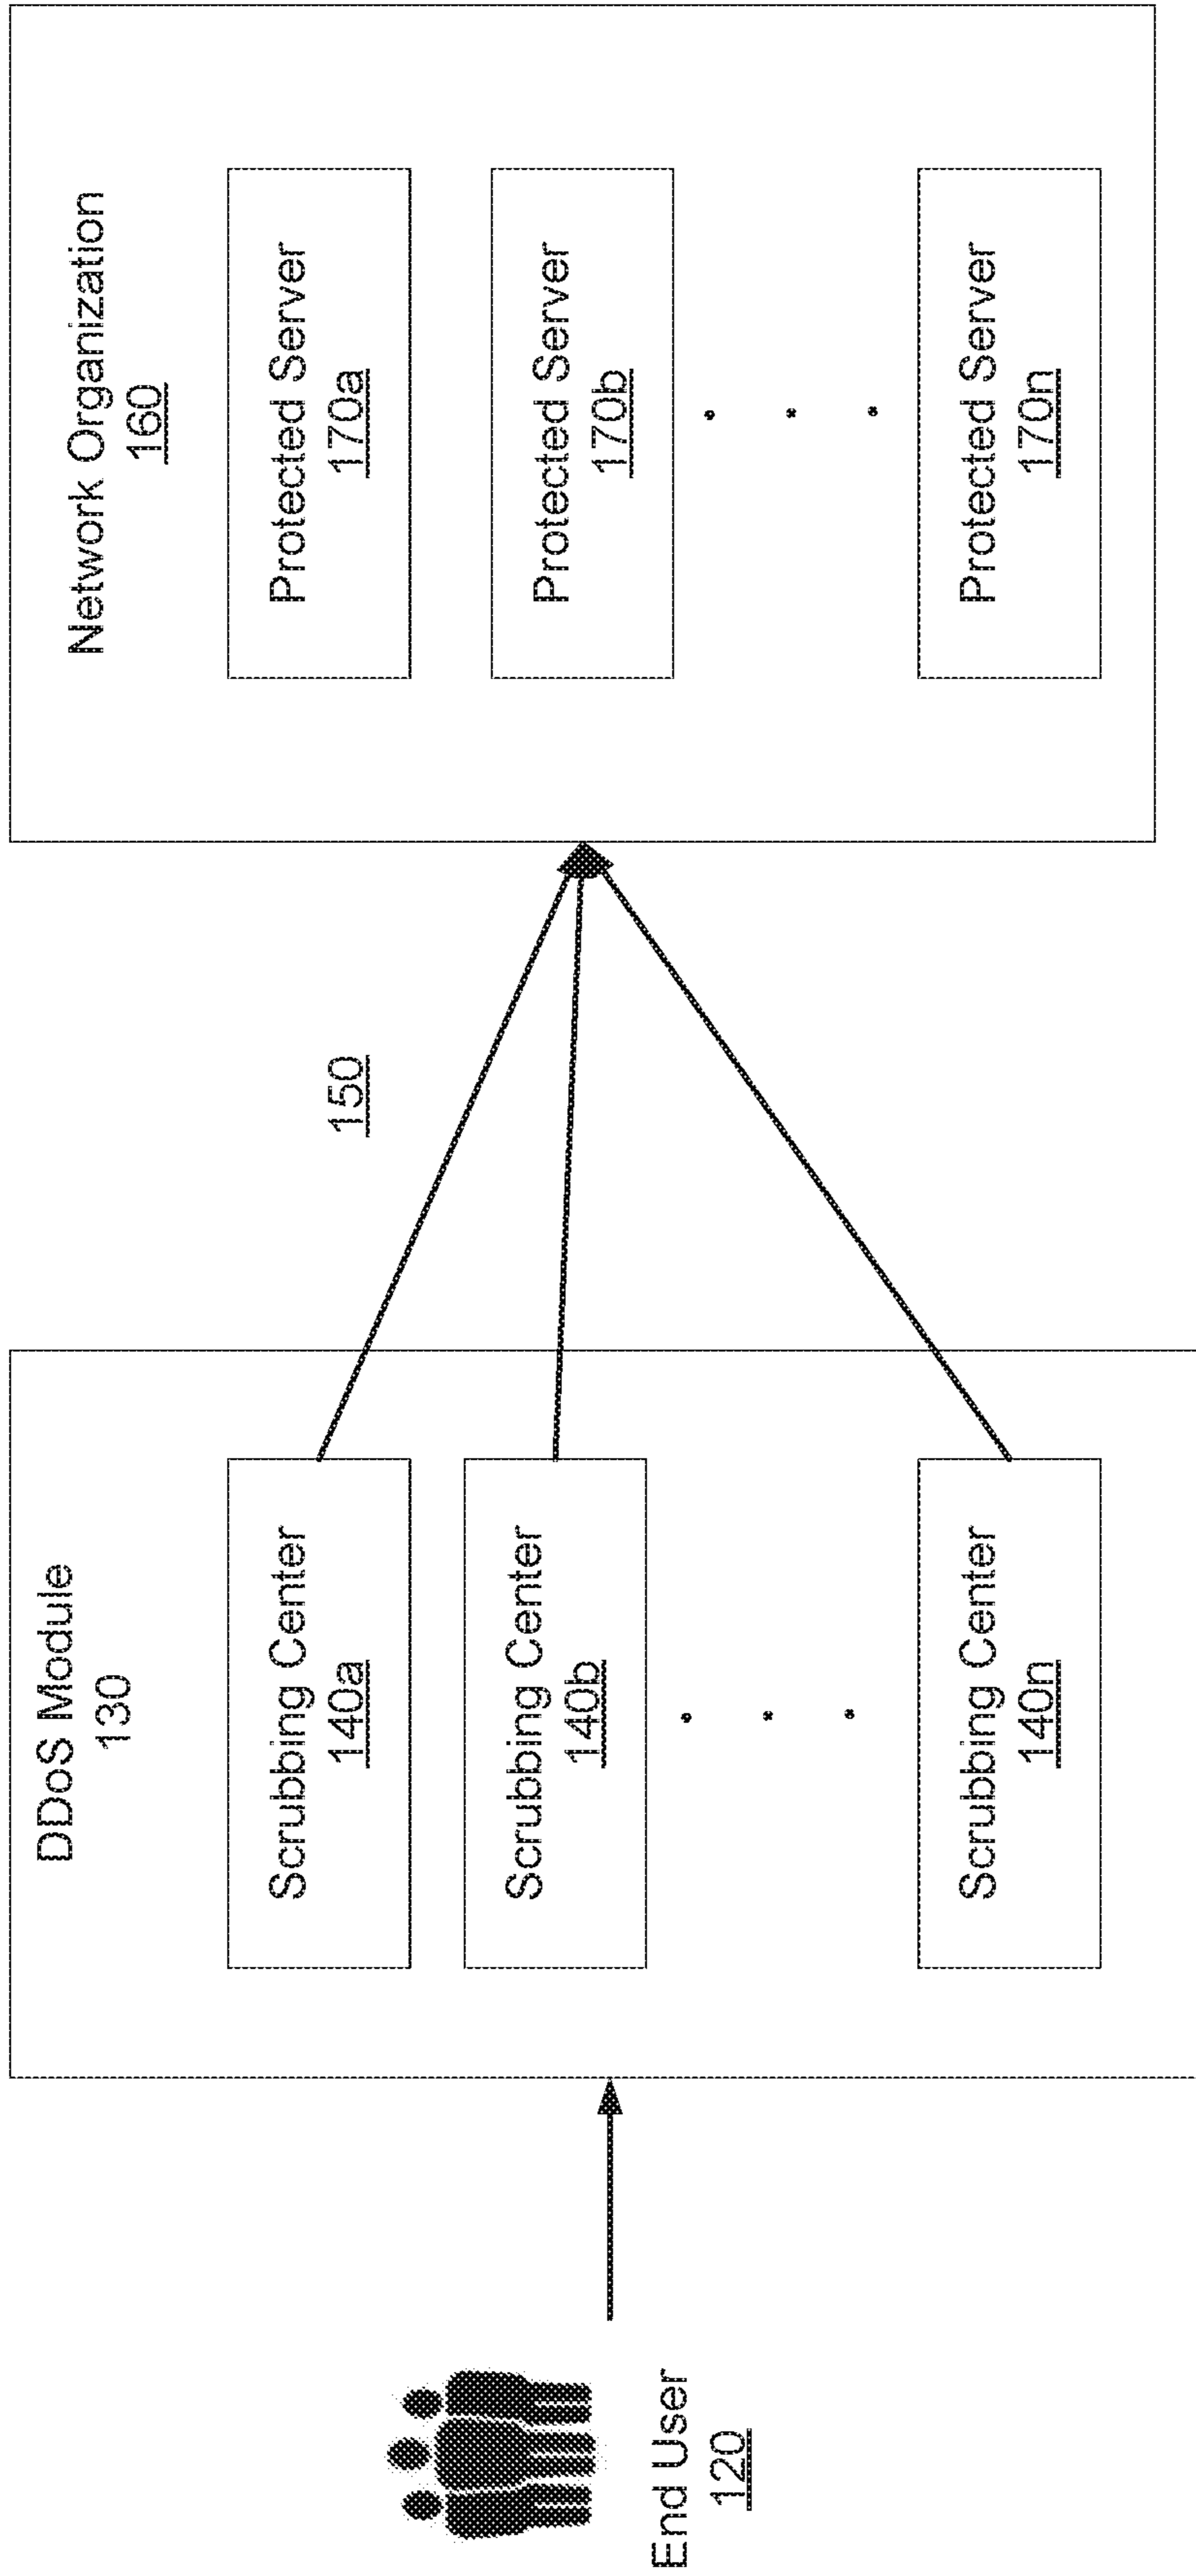 End User
120
DDoS Module
130
Scrubbing Center
140a
Scrubbing Center
140b
Scrubbing Center
140n
150
Network Organization
160
Protected Server
170a
Protected Server
170b
Protected Server
170n